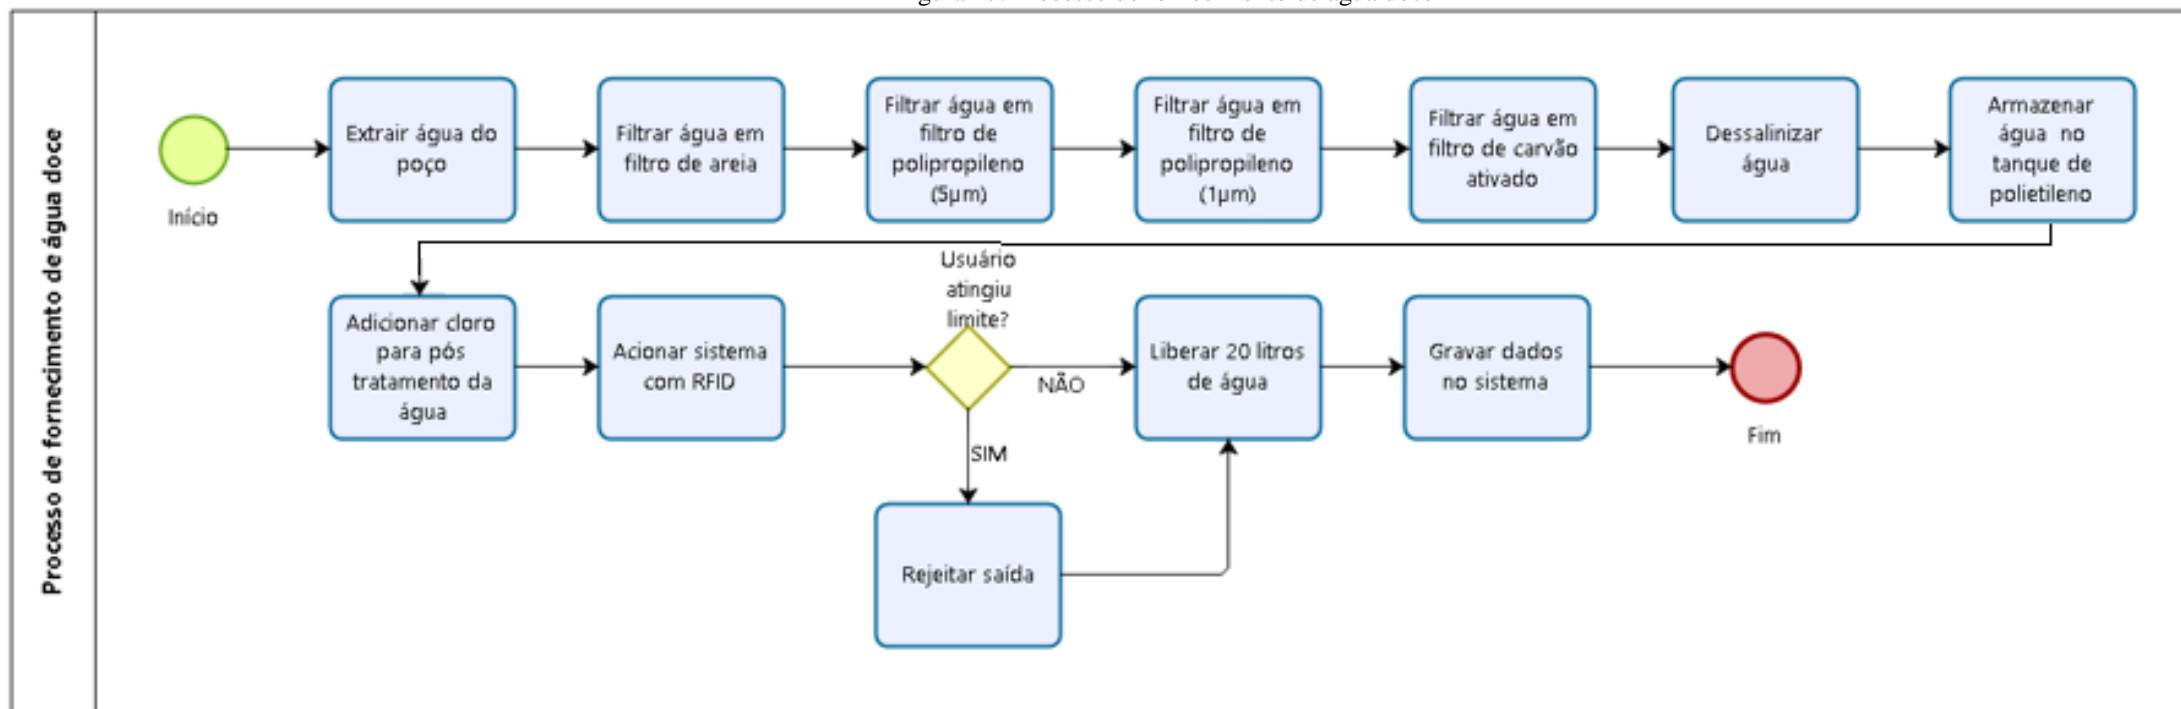 Processo de fornecimento de água doce
Início
Extrair água do
poço
Filtrar água em
filtro de areia
Filtrar água em
filtro de
polipropileno
(5µm)
Filtrar água em
filtro de
polipropileno
(1µm)
Filtrar água em
filtro de carvão
ativado
Dessalinizar
água
Armazenar
água no
tanque de
polietileno
Adicionar cloro
para pós
tratamento da
água
Acionar sistema
com RFID
Usuário
atingiu
limite?
NÃO
SIM
Rejeitar saída
Liberar 20 litros
de água
Gravar dados
no sistema
Fim